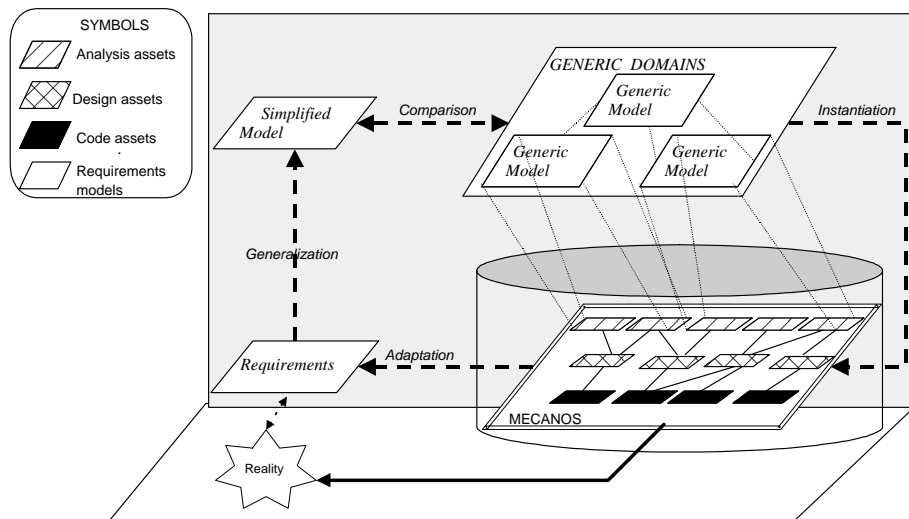 SYMBOLS
Analysis assets
Design assets
Code assets
Requirements
models
GENERIC DOMAINS
Generic
Model
Simplified
Model
Comparison
Instantiation
Generic
Model
Generic
Model
Generalization
Requirements
Adaptation
MECANOS
Reality